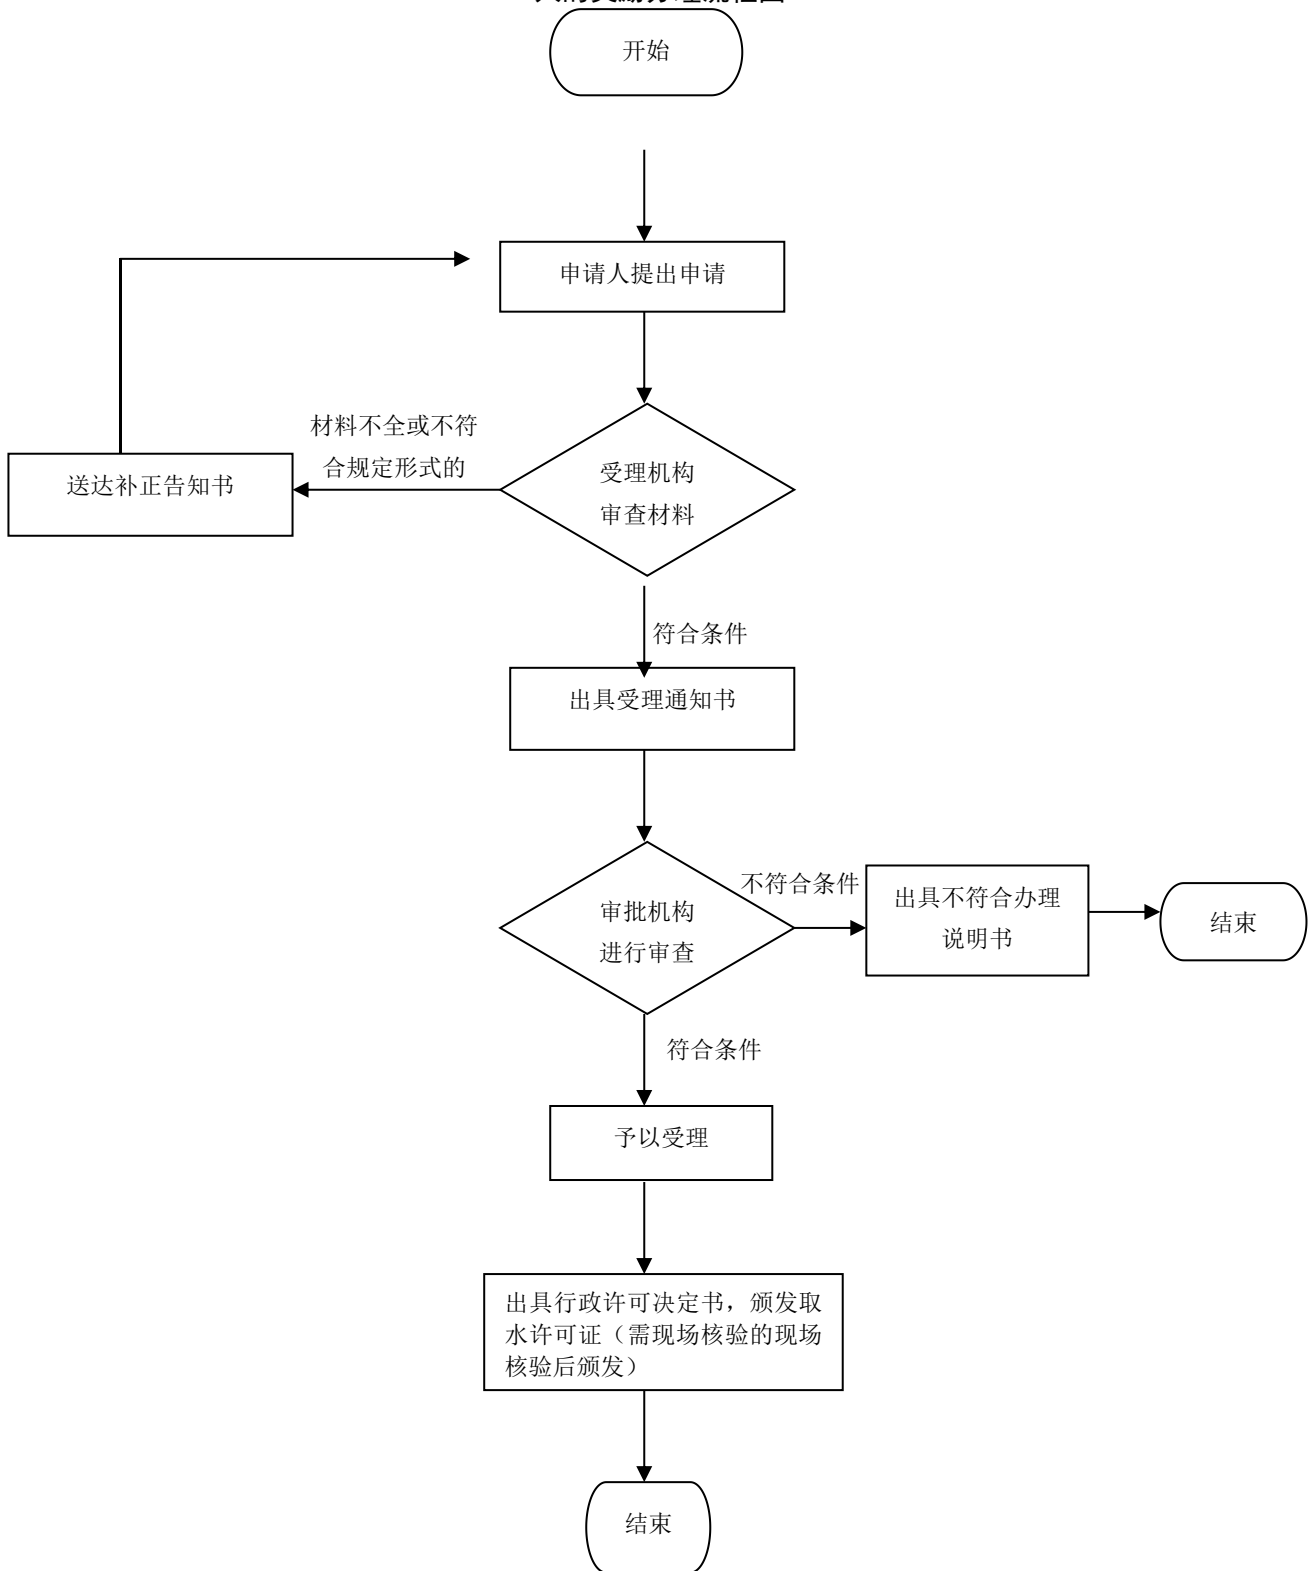 开始
申请人提出申请
材料不全或不符
合规定形式的
受理机构
审查材料
送达补正告知书
符合条件
出具受理通知书
不符合条件
审批机构
进行审查
出具不符合办理
说明书
结束
符合条件
予以受理
出具行政许可决定书，颁发取
水许可证（需现场核验的现场
核验后颁发）
结束